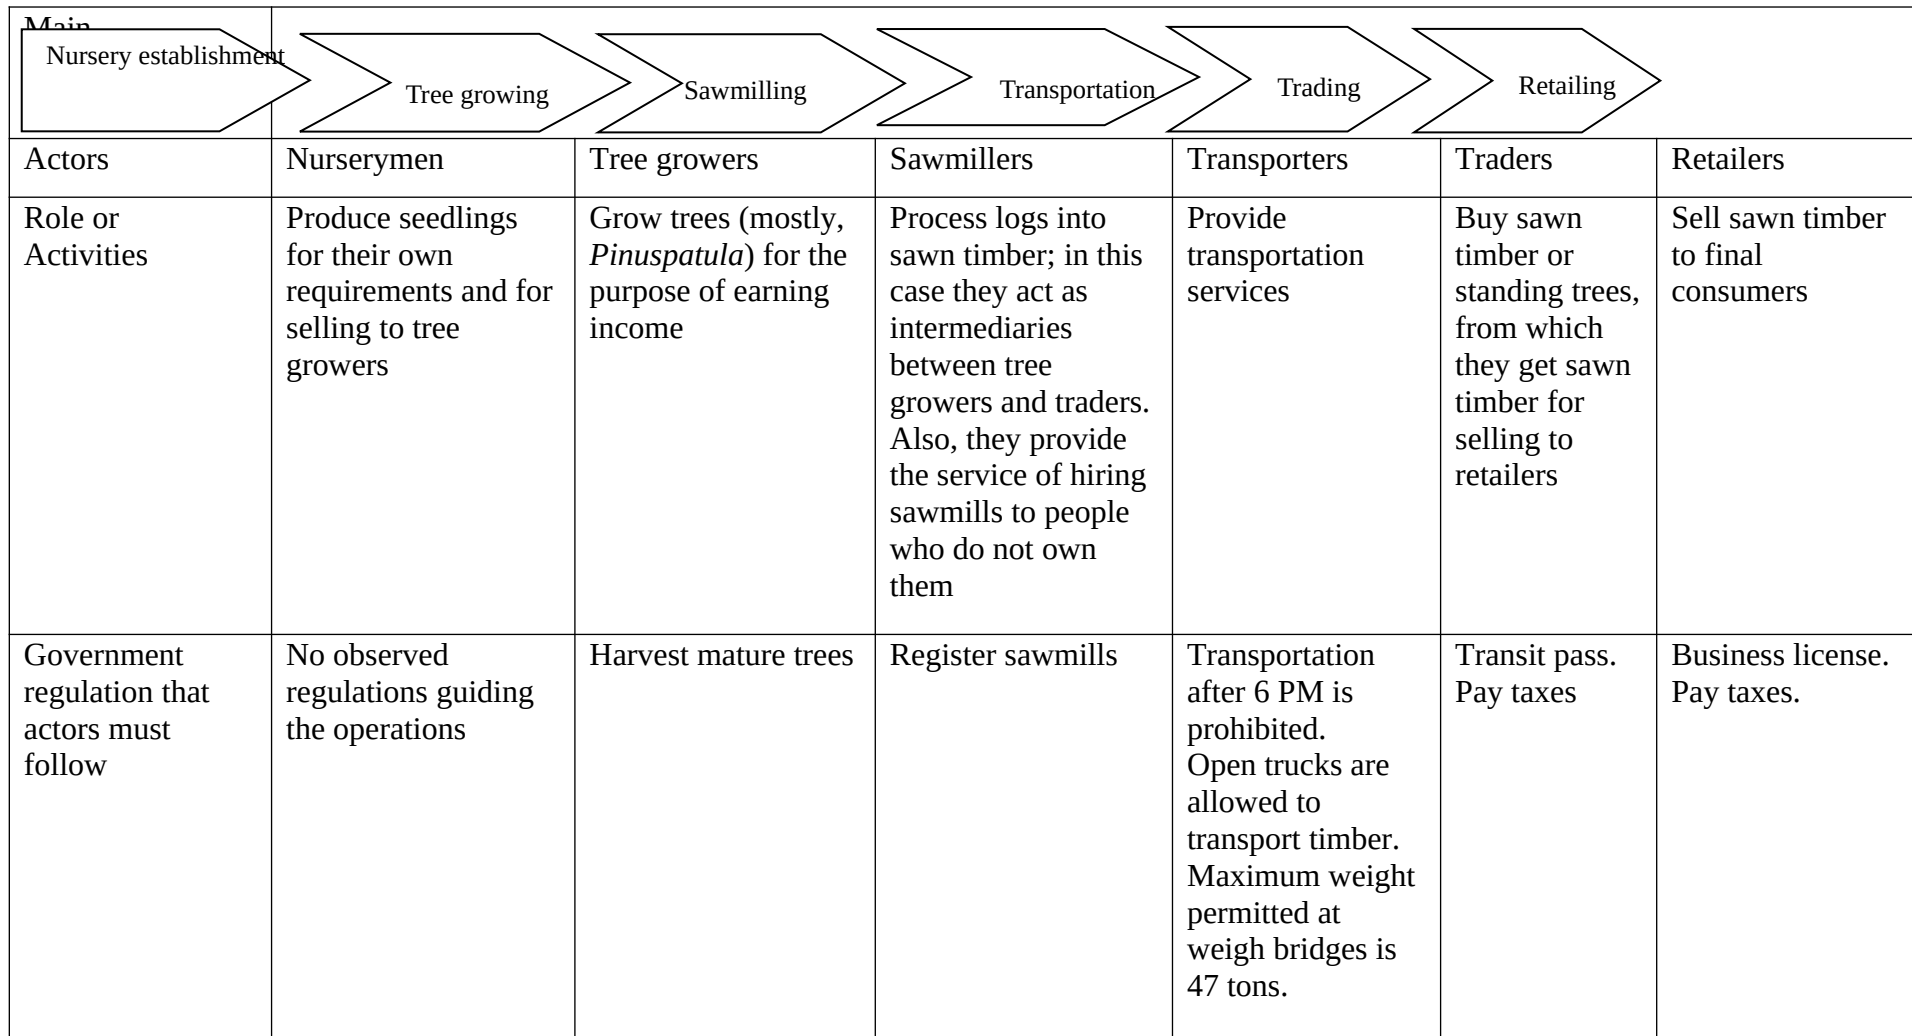 Main
Nursery establishment
Tree growing
Sawmilling
Transportation
Trading
Retailing
Actors
Nurserymen
Tree growers
Sawmillers
Transporters
Traders
Retailers
Role or
Activities
Produce seedlings
for their own
requirements and for
selling to tree
growers
Grow trees (mostly,
Pinuspatula) for the
purpose of earning
income
Process logs into
sawn timber; in this
case they act as
intermediaries
between tree
growers and traders.
Also, they provide
the service of hiring
sawmills to people
who do not own
them
Provide
transportation
services
Buy sawn
timber or
standing trees,
from which
they get sawn
timber for
selling to
retailers
Sell sawn timber
to final
consumers
Government
regulation that
actors must
follow
No observed
regulations guiding
the operations
Harvest mature trees
Register sawmills
Transportation
after 6 PM is
prohibited.
Open trucks are
allowed to
transport timber.
Maximum weight
permitted at
weigh bridges is
47 tons.
Transit pass.
Pay taxes
Business license.
Pay taxes.